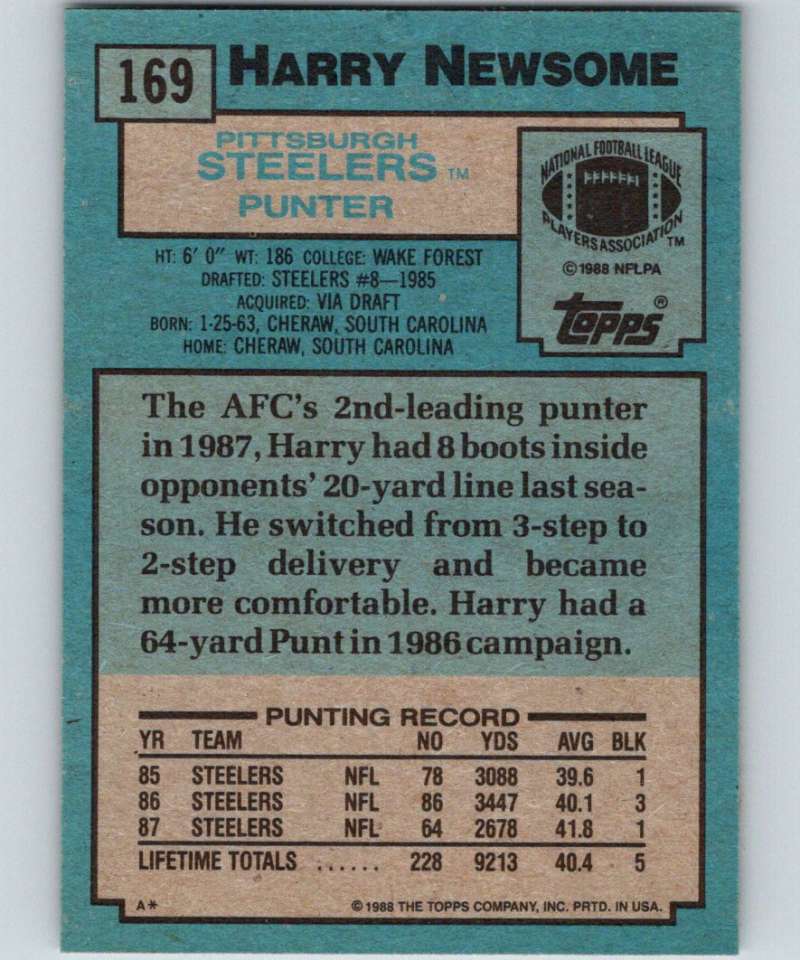 169 HARRY NEWSOME
PITTSBURGH
STEELERS TM
PUNTER
NATIONAL FOOTBALL LEAGUE
PLAYERS ASSOCIATION TM
©1988 NFLPA
TOPPS®
HT: 6' 0" WT: 186 COLLEGE: WAKE FOREST
DRAFTED: STEELERS #8—1985
ACQUIRED: VIA DRAFT
BORN: 1-25-63, CHERAW, SOUTH CAROLINA
HOME: CHERAW, SOUTH CAROLINA
The AFC's 2nd-leading punter
in 1987, Harry had 8 boots inside
opponents' 20-yard line last sea-
son. He switched from 3-step to
2-step delivery and became
more comfortable. Harry had a
64-yard Punt in 1986 campaign.
PUNTING RECORD
YR TEAM NO YDS AVG BLK
85 STEELERS NFL 78 3088 39.6 1
86 STEELERS NFL 86 3447 40.1 3
87 STEELERS NFL 64 2678 41.8 1
LIFETIME TOTALS ...... 228 9213 40.4 5
A* ©1988 THE TOPPS COMPANY, INC. PRTD. IN USA.